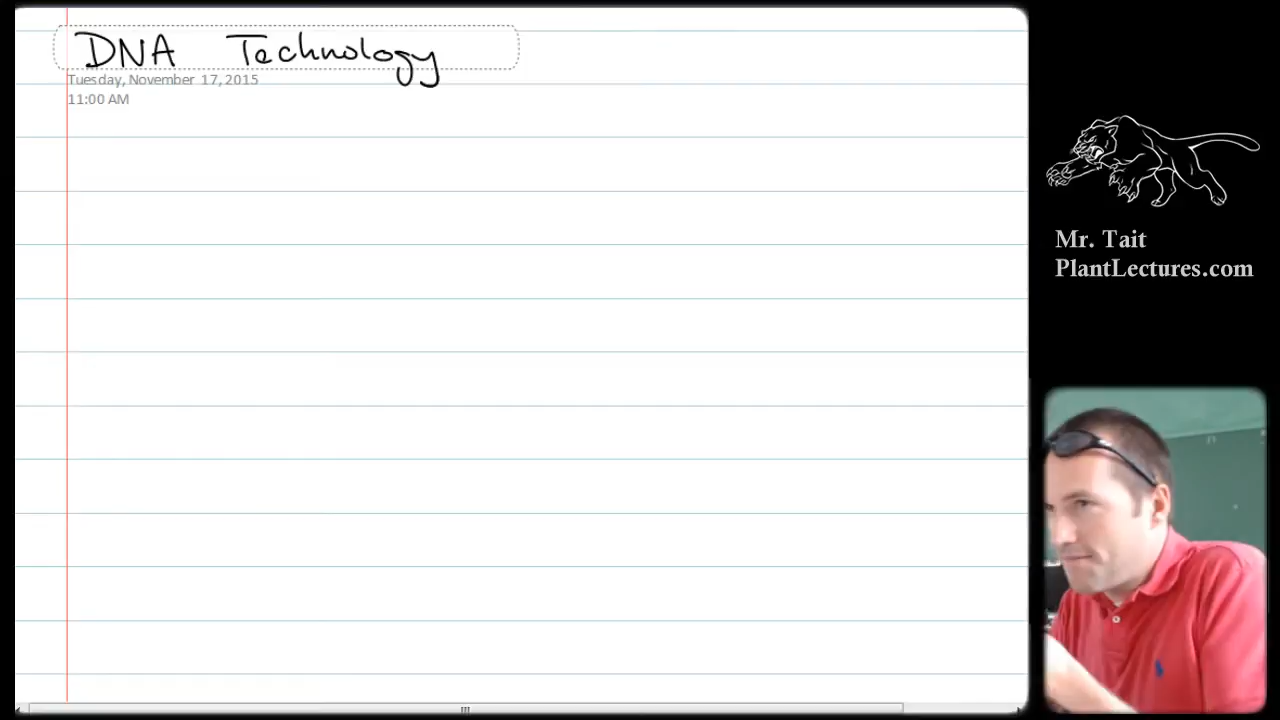 DNA Technology
Tuesday, November 17, 2015
11:00 AM
Mr. Tait
PlantLectures.com